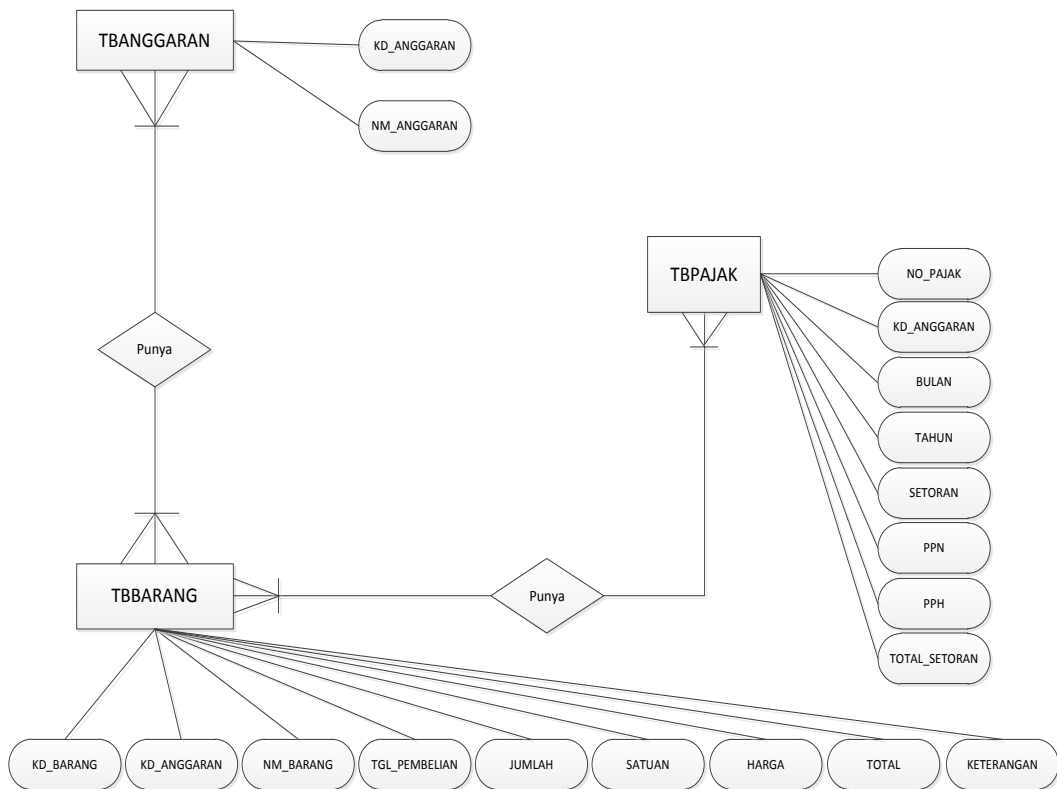 TBANGGARAN
KD_ANGGARAN
NM_ANGGARAN
TBPAJAK
NO_PAJAK
KD_ANGGARAN
BULAN
TAHUN
SETORAN
PPN
PPH
TOTAL_SETORAN
Punya
TBBARANG
Punya
KD_BARANG
KD_ANGGARAN
NM_BARANG
TGL_PEMBELIAN
JUMLAH
SATUAN
HARGA
TOTAL
KETERANGAN